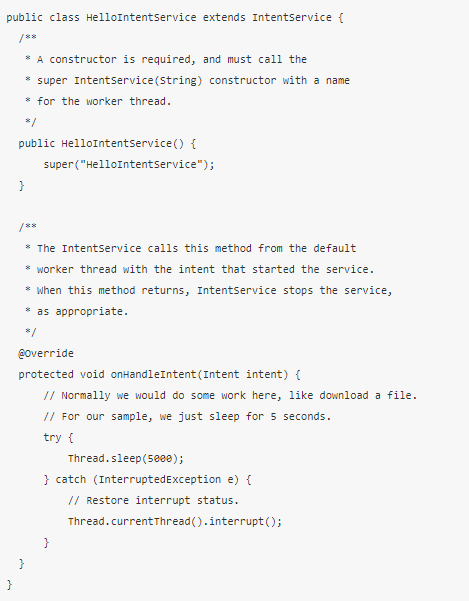 public class HelloIntentService extends IntentService {
/**
* A constructor is required, and must call the
* super IntentService(String) constructor with a name
* for the worker thread.
*/
public HelloIntentService() {
super("HelloIntentService");
}
/**
* The IntentService calls this method from the default
* worker thread with the intent that started the service.
* When this method returns, IntentService stops the service,
* as appropriate.
*/
@Override
protected void onHandleIntent(Intent intent) {
// Normally we would do some work here, like download a file.
// For our sample, we just sleep for 5 seconds.
try {
Thread.sleep(5000);
} catch (InterruptedException e) {
// Restore interrupt status.
Thread.currentThread().interrupt();
}
}
}